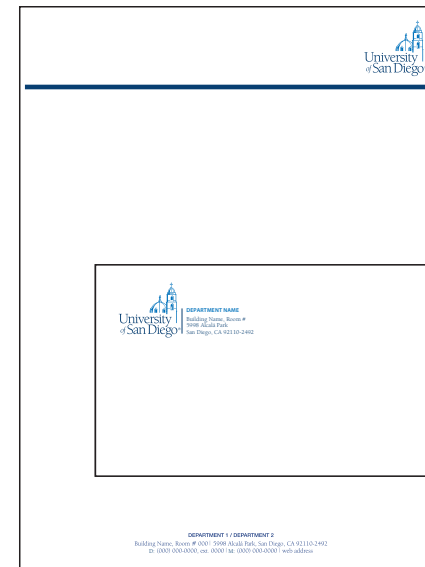 University
of San Diego
University
of San Diego®
DEPARTMENT NAME
Building Name, Room #
5998 Alcalá Park
San Diego, CA 92110-2492
DEPARTMENT 1 / DEPARTMENT 2
Building Name, Room # 000 | 5998 Alcalá Park, San Diego, CA 92110-2492
D: (000) 000-0000, ext. 0000 | M: (000) 000-0000 | web address